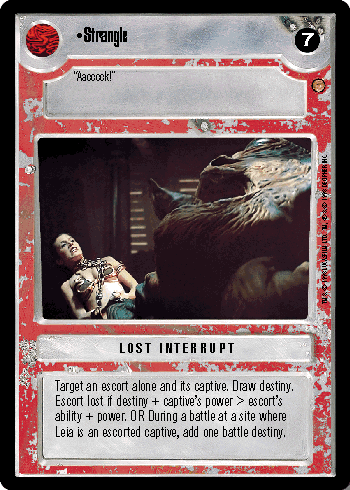 •Strangle
7
"Aaccccck!"
LOST INTERRUPT
Target an escort alone and its captive. Draw destiny.
Escort lost if destiny + captive's power > escort's
ability + power. OR During a battle at a site where
Leia is an escorted captive, add one battle destiny.